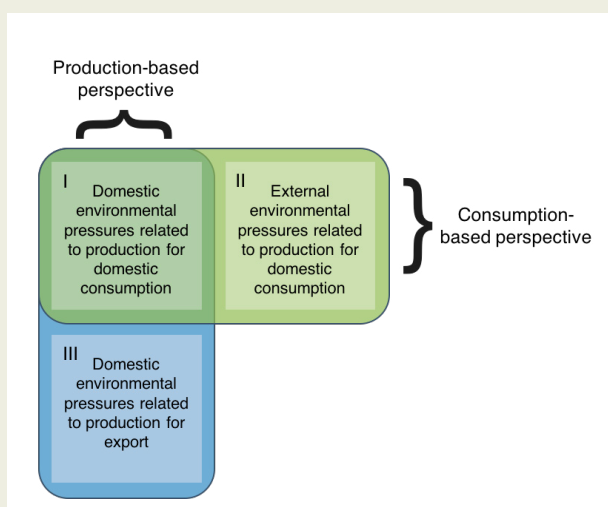 Production-based
perspective
I
Domestic
environmental
pressures related
to production for
domestic
consumption
II
External
environmental
pressures related
to production for
domestic
consumption
Consumption-
based perspective
III
Domestic
environmental
pressures related
to production for
export